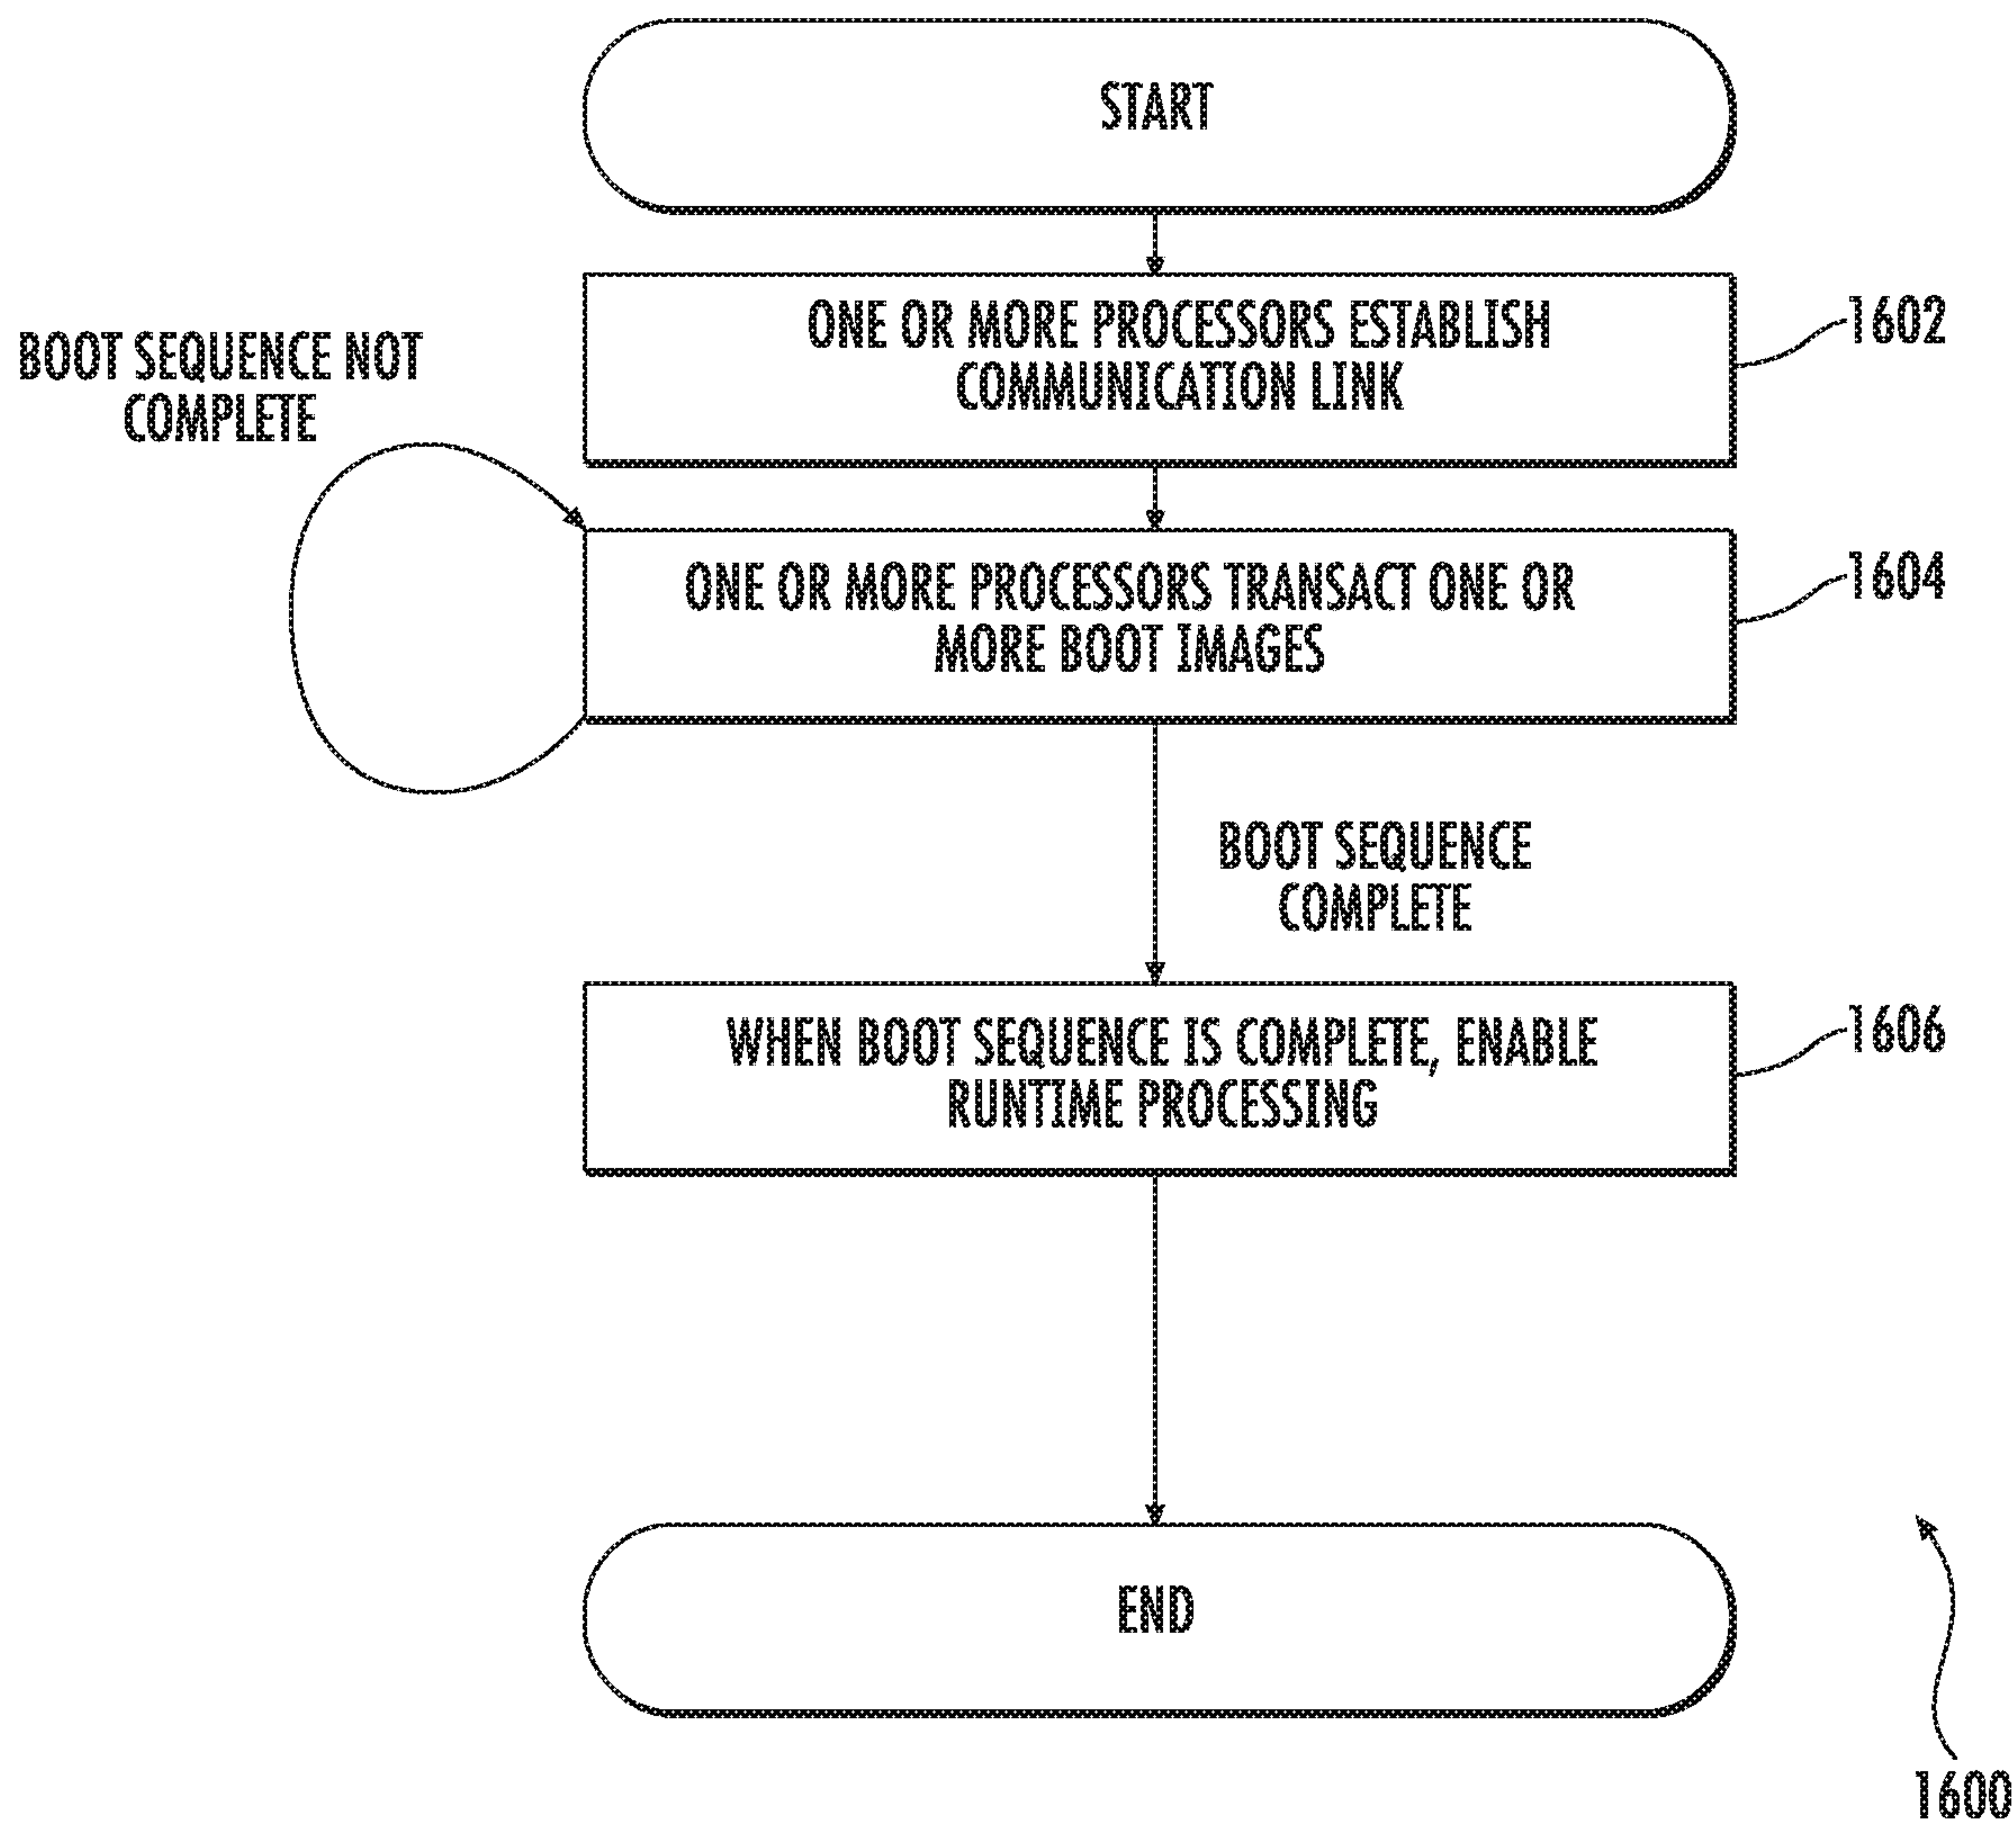 START
ONE OR MORE PROCESSORS ESTABLISH
COMMUNICATION LINK
1602
BOOT SEQUENCE NOT
COMPLETE
ONE OR MORE PROCESSORS TRANSACT ONE OR
MORE BOOT IMAGES
1604
BOOT SEQUENCE
COMPLETE
WHEN BOOT SEQUENCE IS COMPLETE, ENABLE
RUNTIME PROCESSING
1606
END
1600